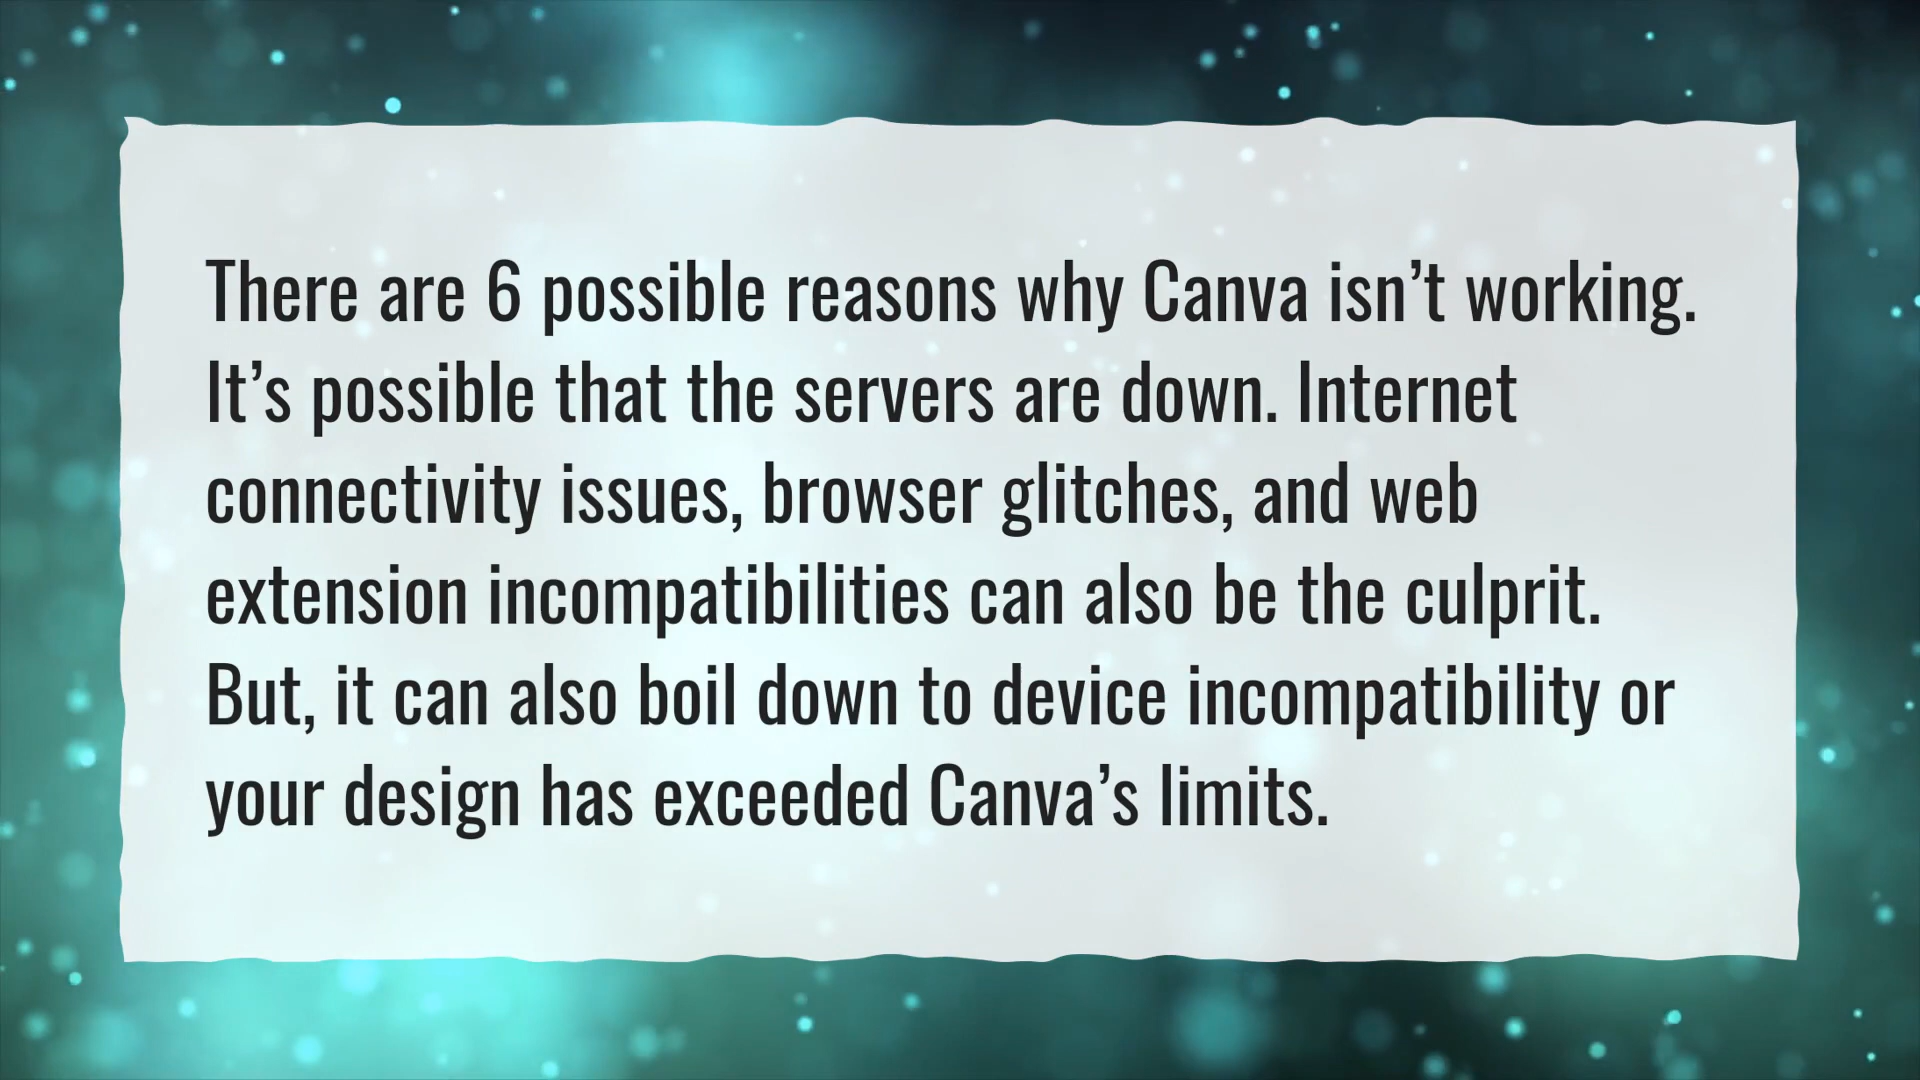 There are 6 possible reasons why Canva isn’t working.
It’s possible that the servers are down. Internet
connectivity issues, browser glitches, and web
extension incompatibilities can also be the culprit.
But, it can also boil down to device incompatibility or
your design has exceeded Canva’s limits.